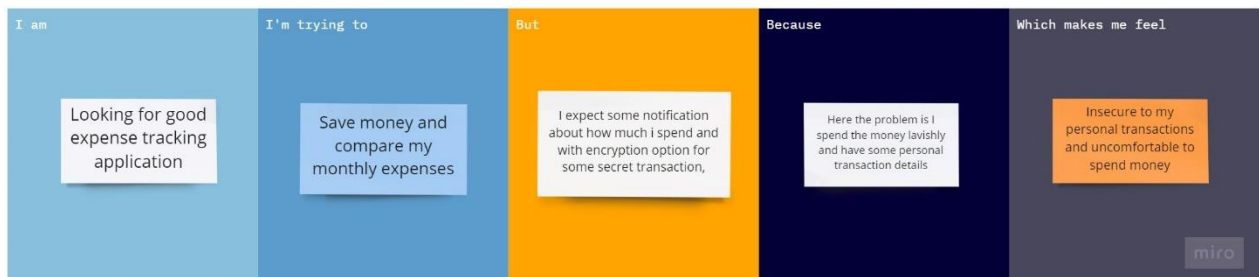 I am
Looking for good
expense tracking
application
I'm trying to
Save money and
compare my
monthly expenses
But
I expect some notification
about how much i spend and
with encryption option for
some secret transaction,
Because
Here the problem is I
spend the money lavishly
and have some personal
transaction details
Which makes me feel
Insecure to my
personal transactions
and uncomfortable to
spend money
miro